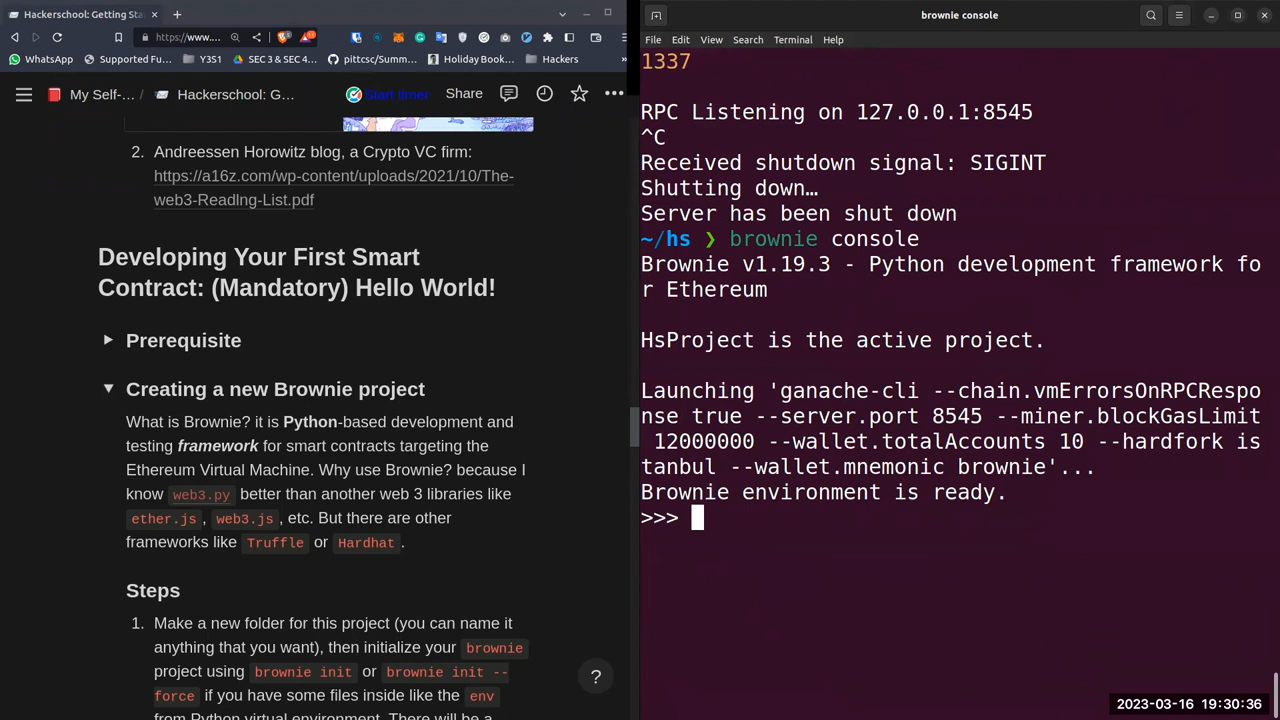 Hackerschool: Getting Sta
https://www....
WhatsApp
Supported Fu...
Y3S1
SEC 3 & SEC 4...
pittcsc/Summ...
Holiday Book...
Hackers
»
My Self-... /
Hackerschool: G...
Start timer
Share
2. Andreessen Horowitz blog, a Crypto VC firm:
https://a16z.com/wp-content/uploads/2021/10/The-
web3-ReadIng-List.pdf
Developing Your First Smart
Contract: (Mandatory) Hello World!
Prerequisite
Creating a new Brownie project
What is Brownie? it is Python-based development and
testing framework for smart contracts targeting the
Ethereum Virtual Machine. Why use Brownie? because I
know web3.py better than another web 3 libraries like
ether.js, web3.js, etc. But there are other
frameworks like Truffle or Hardhat.
Steps
1. Make a new folder for this project (you can name it
anything that you want), then initialize your brownie
project using brownie init or brownie init --
force if you have some files inside like the env
from Python virtual environment. There will be a
?
brownie console
File Edit View Search Terminal Help
1337
RPC Listening on 127.0.0.1:8545
^C
Received shutdown signal: SIGINT
Shutting down…
Server has been shut down
~/hs ❯ brownie console
Brownie v1.19.3 - Python development framework fo
r Ethereum
HsProject is the active project.
Launching 'ganache-cli --chain.vmErrorsOnRPCRespo
nse true --server.port 8545 --miner.blockGasLimit
12000000 --wallet.totalAccounts 10 --hardfork is
tanbul --wallet.mnemonic brownie'...
Brownie environment is ready.
>>>
2023-03-16 19:30:36